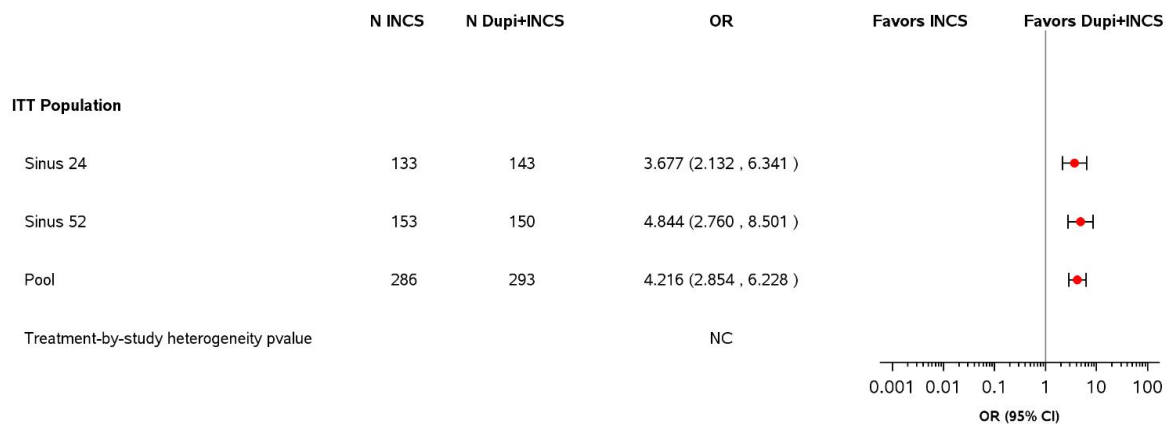 N INCS N Dupi+INCS OR Favors INCS Favors Dupi+INCS
ITT Population
Sinus 24 133 143 3.677 (2.132 , 6.341 )
Sinus 52 153 150 4.844 (2.760 , 8.501 )
Pool 286 293 4.216 (2.854 , 6.228 )
Treatment-by-study heterogeneity pvalue NC
0.001 0.01 0.1 1 10 100
OR (95% CI)